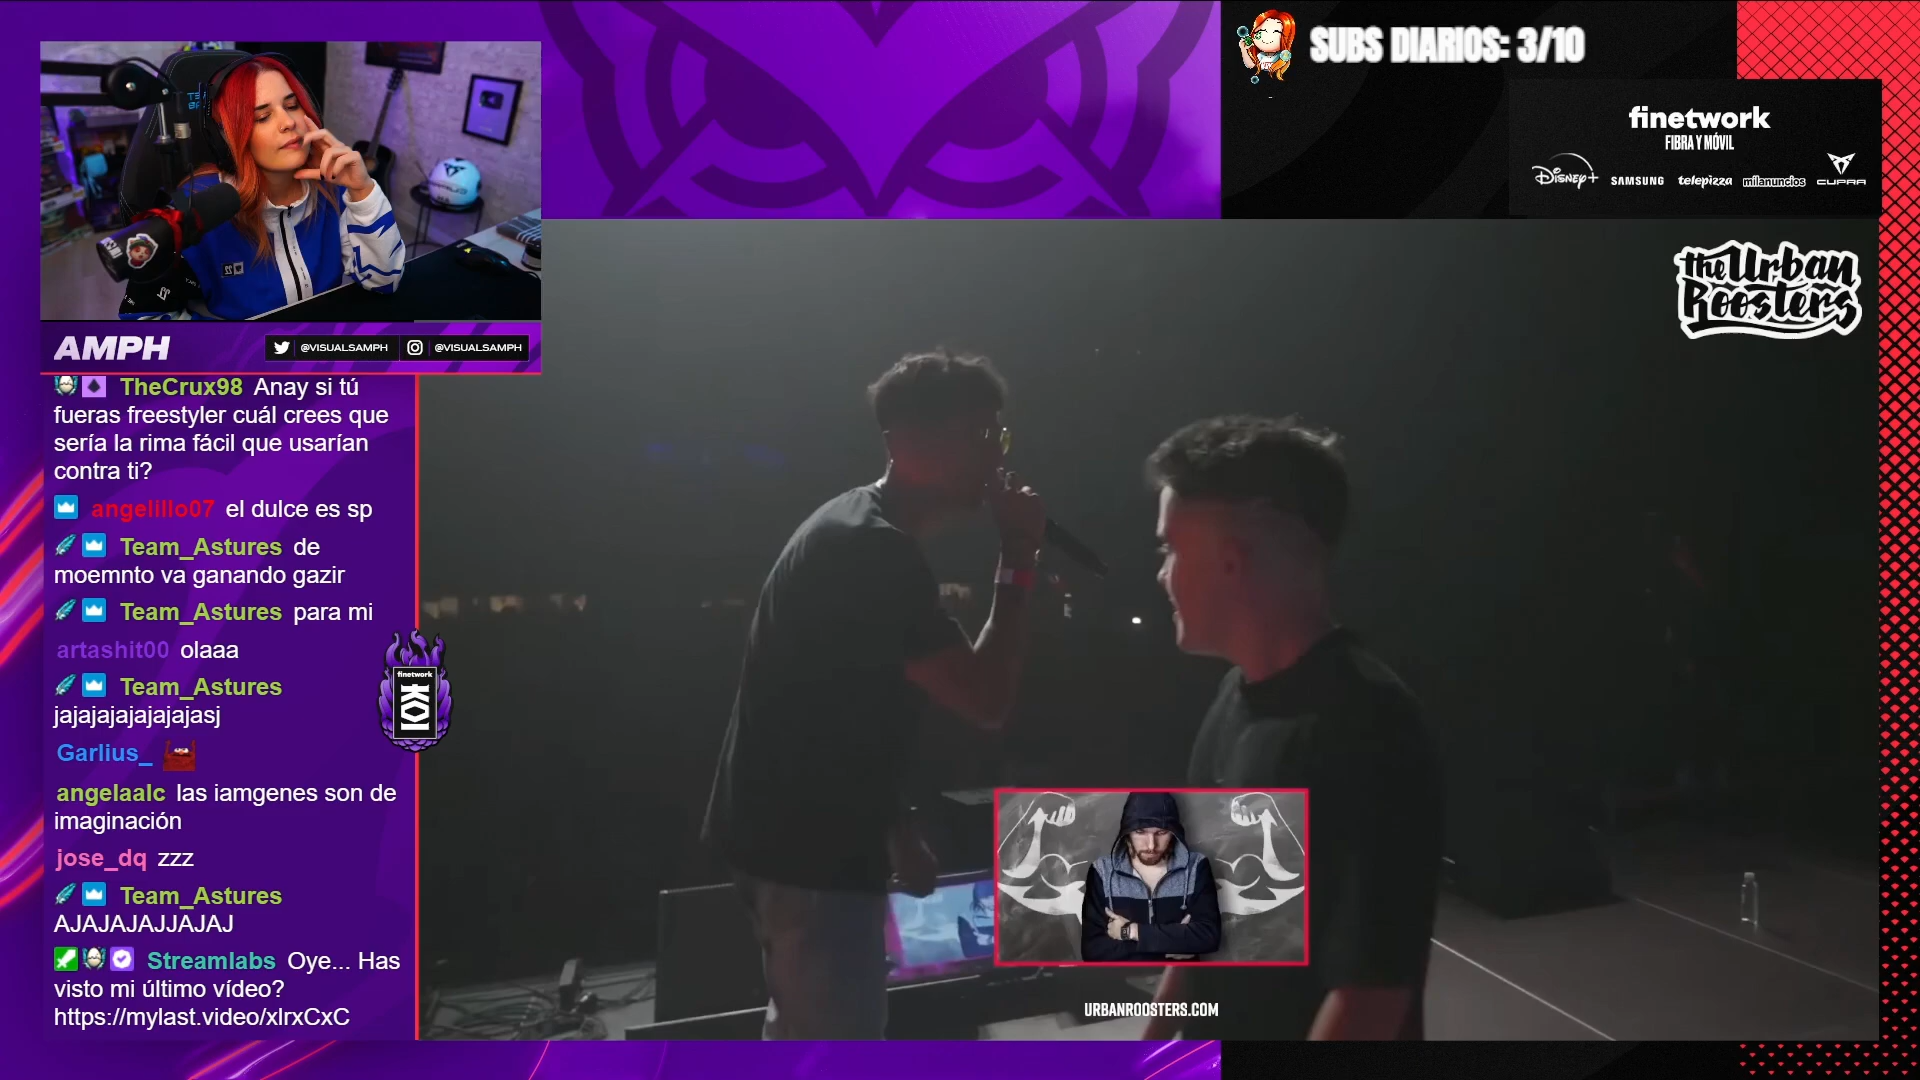 SUBS DIARIOS: 3/10
finetwork
FIBRA Y MÓVIL
Disney+ SAMSUNG telepizza milanuncios CUPRA
the Urban
Roosters
AMPH
@VISUALSAMPH @VISUALSAMPH
TheCrux98 Anay si tú
fueras freestyler cuál crees que
sería la rima fácil que usarían
contra ti?
angelillo07 el dulce es sp
Team_Astures de
moemnto va ganando gazir
Team_Astures para mi
artashit00 olaaa
Team_Astures
jajajajajajajajasj
Garlius_
angelaalc las iamgenes son de
imaginación
jose_dq zzz
Team_Astures
AJAJAJAJJAJAJ
Streamlabs Oye... Has
visto mi último vídeo?
https://mylast.video/xlrxCxC
finetwork
KOI
URBANROOSTERS.COM